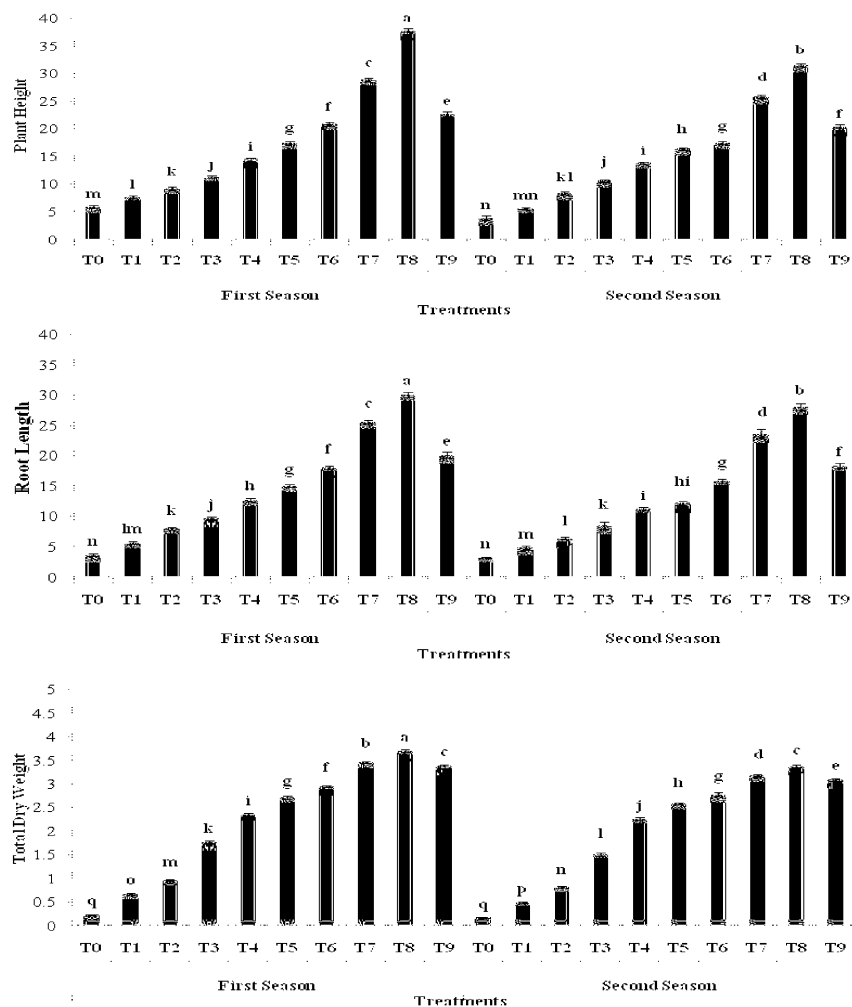 40
a
35
b
c
30
d
e
25
f
f
20
g
g
h
i
15
i
j
j
k
10
kl
l
m
mn
n
5
0
Plant Height
T0 T1 T2 T3 T4 T5 T6 T7 T8 T9 T0 T1 T2 T3 T4 T5 T6 T7 T8 T9
First Season Second Season
Treatments
40
35
a
b
30
c
d
25
e
f
f
20
g
g
h
hi
15
i
j
k
k
10
l
lm
m
n
n
5
0
Root Length
T0 T1 T2 T3 T4 T5 T6 T7 T8 T9 T0 T1 T2 T3 T4 T5 T6 T7 T8 T9
First Season Second Season
Treatments
5
4.5
4
a
b
c
c
3.5
d
e
f
3
g
g
h
i
2.5
j
k
2
l
1.5
m
n
o
1
p
q
q
0.5
0
Total Dry Weight
T0 T1 T2 T3 T4 T5 T6 T7 T8 T9 T0 T1 T2 T3 T4 T5 T6 T7 T8 T9
First Season Second Season
Treatments